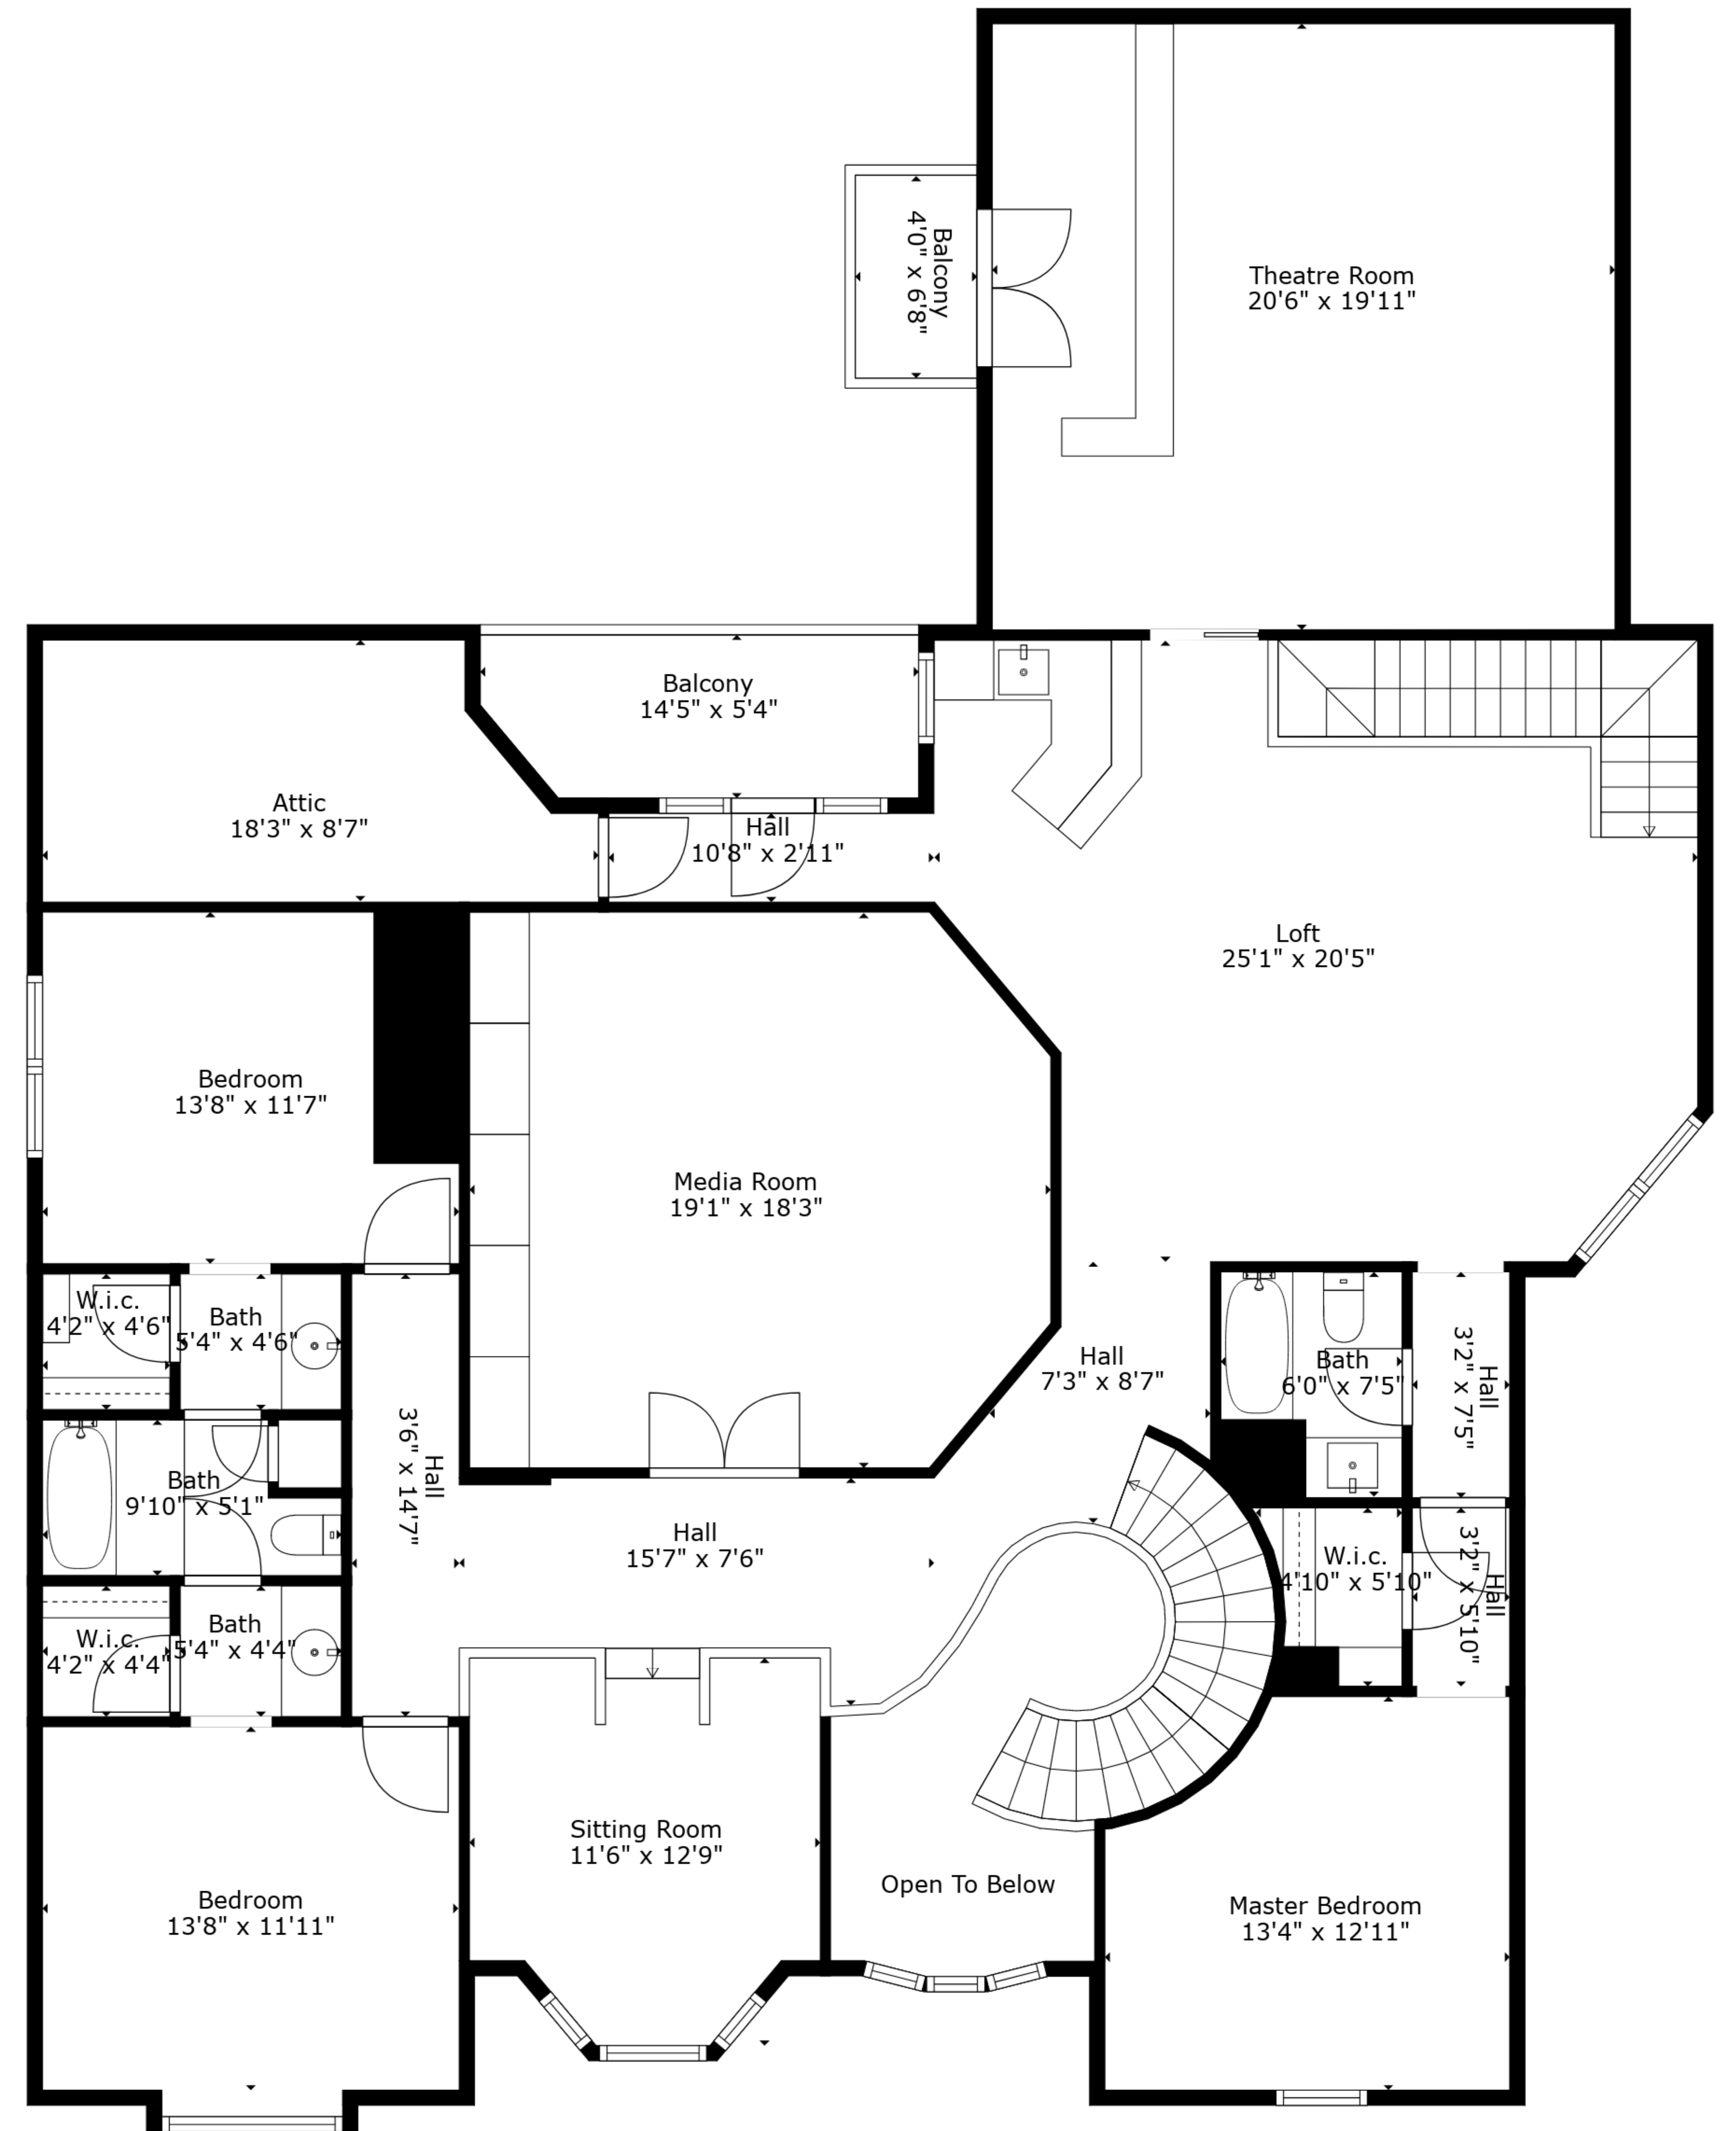 Theatre Room
20'6" x 19'11"
Balcony
4'0" x 6'8"
Balcony
14'5" x 5'4"
Attic
18'3" x 8'7"
Hall
10'8" x 2'11"
Loft
25'1" x 20'5"
Bedroom
13'8" x 11'7"
Media Room
19'1" x 18'3"
W.i.c.
4'2" x 4'6"
Bath
5'4" x 4'6"
Hall
7'3" x 8'7"
Bath
6'0" x 7'5"
Hall
3'2" x 7'5"
Hall
3'6" x 14'7"
Bath
9'10" x 5'1"
Hall
15'7" x 7'6"
W.i.c.
4'10" x 5'10"
Hall
3'2" x 5'10"
W.i.c.
4'2" x 4'4"
Bath
5'4" x 4'4"
Sitting Room
11'6" x 12'9"
Open To Below
Bedroom
13'8" x 11'11"
Master Bedroom
13'4" x 12'11"